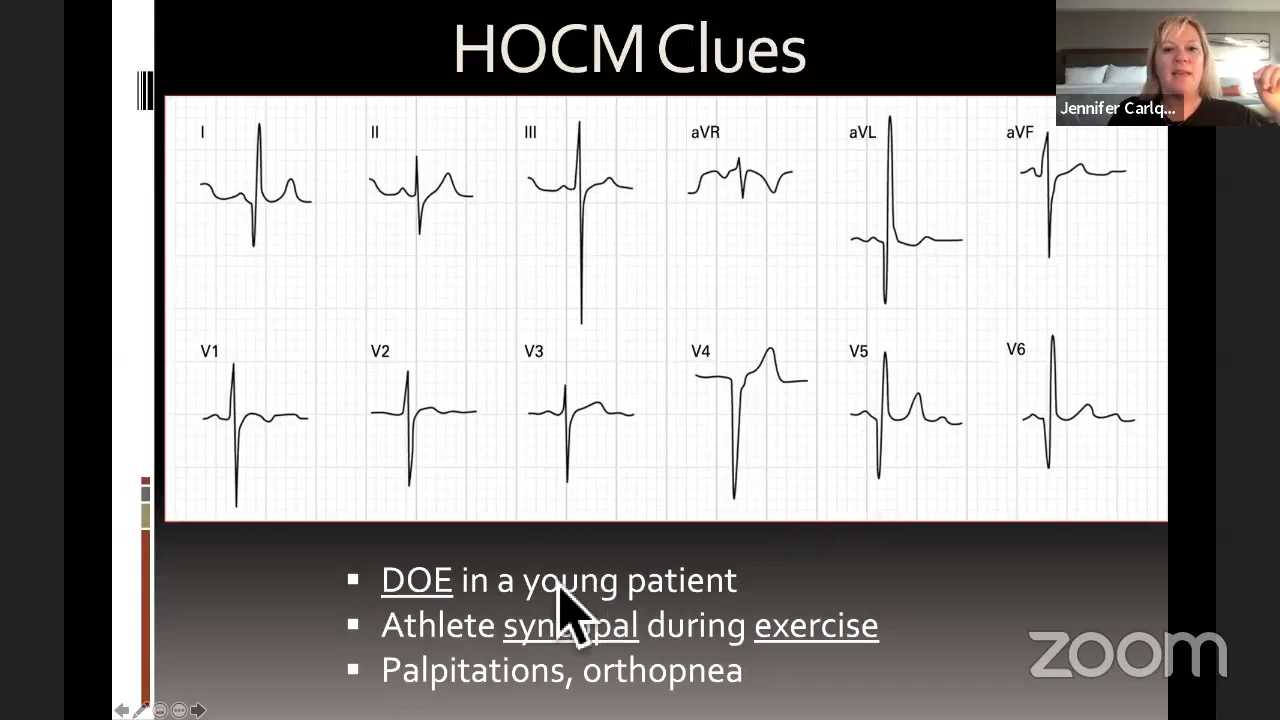 HOCM Clues
Jennifer Carlq...
I II III aVR aVL aVF
V1 V2 V3 V4 V5 V6
DOE in a young patient
Athlete syncopal during exercise
Palpitations, orthopnea
zoom